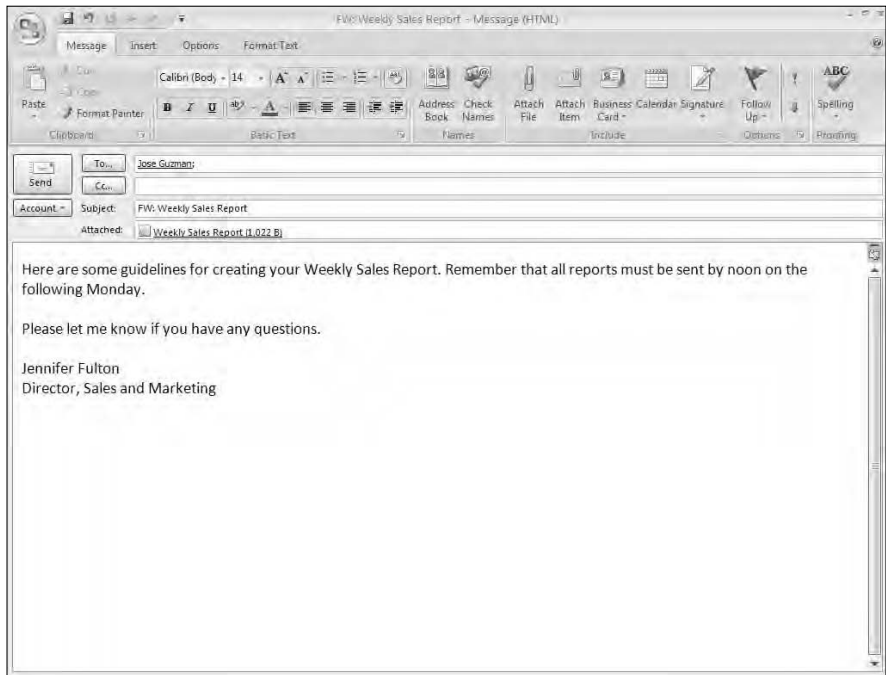 FW: Weekly Sales Report - Message (HTML)
Message Insert Options Format Text
Cut
Calibri (Body) - 14
Copy
Paste
Format Painter
B I U
Address Book
Check Names
Attach File
Attach Item
Business Card
Calendar
Signature
Follow Up
ABC
Spelling
Clipboard
Basic Text
Names
Include
Options
Proofing
Send
To...
Jose Guzman;
Cc...
Account
Subject:
FW: Weekly Sales Report
Attached:
Weekly Sales Report (1,022 B)
Here are some guidelines for creating your Weekly Sales Report. Remember that all reports must be sent by noon on the
following Monday.
Please let me know if you have any questions.
Jennifer Fulton
Director, Sales and Marketing